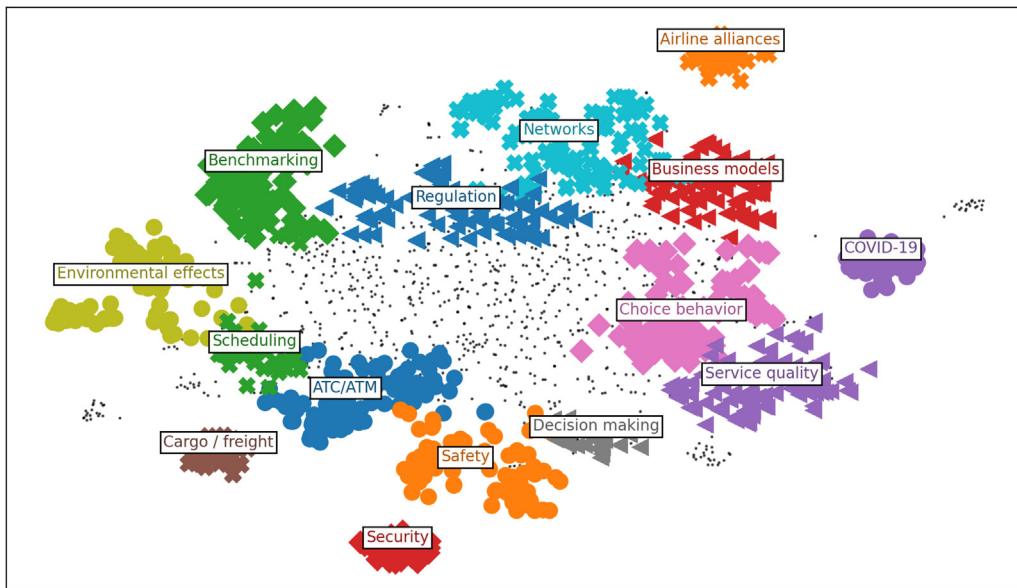 Airline alliances
Networks
Benchmarking
Business models
Regulation
COVID-19
Environmental effects
Choice behavior
Scheduling
Service quality
ATC/ATM
Decision making
Cargo / freight
Safety
Security